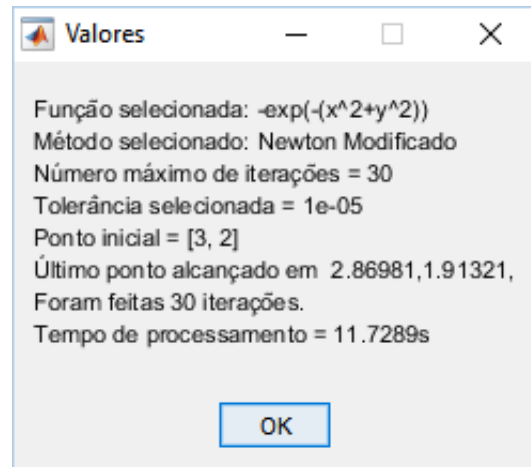 Valores
Função selecionada: -exp(-(x^2+y^2))
Método selecionado: Newton Modificado
Número máximo de iterações = 30
Tolerância selecionada = 1e-05
Ponto inicial = [3, 2]
Último ponto alcançado em  2.86981,1.91321,
Foram feitas 30 iterações.
Tempo de processamento = 11.7289s
OK